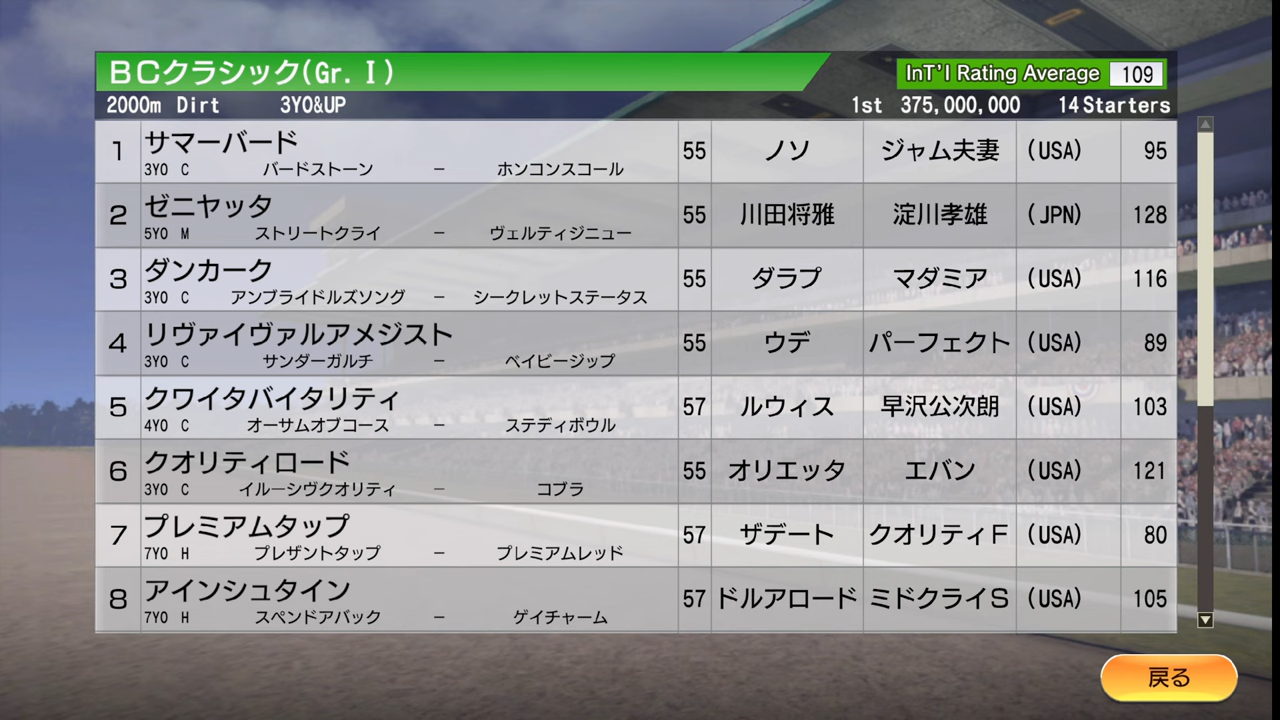 BCクラシック(Gr.Ⅰ) InT'l Rating Average 109
2000m Dirt 3YO&UP 1st 375,000,000 14Starters
1 サマーバード 55 ノソ ジャム夫妻 (USA) 95
3YO C バードストーン － ホンコンスコール
2 ゼニヤッタ 55 川田将雅 淀川孝雄 (JPN) 128
5YO M ストリートクライ － ヴェルティジニュー
3 ダンカーク 55 ダラプ マダミア (USA) 116
3YO C アンブライドルズソング － シークレットステータス
4 リヴァイヴァルアメジスト 55 ウデ パーフェクト (USA) 89
3YO C サンダーガルチ － ベイビージップ
5 クワイタバイタリティ 57 ルウィス 早沢公次朗 (USA) 103
4YO C オーサムオブコース － ステディボウル
6 クオリティロード 55 オリエッタ エバン (USA) 121
3YO C イルーシヴクオリティ － コブラ
7 プレミアムタップ 57 ザデート クオリティF (USA) 80
7YO H プレザントタップ － プレミアムレッド
8 アインシュタイン 57 ドルアロード ミドクライS (USA) 105
7YO H スペンドアバック － ゲイチャーム
戻る